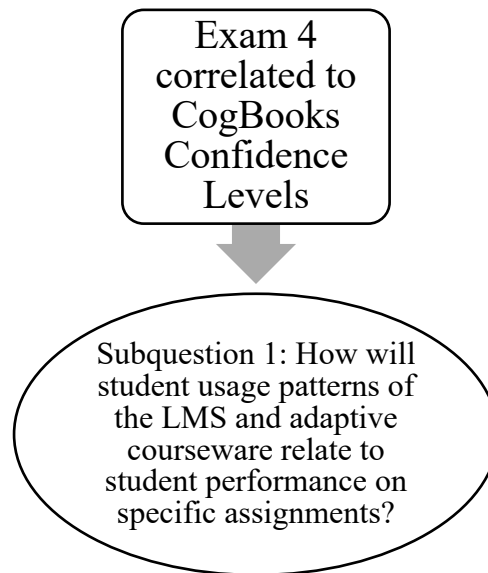 Exam 4
correlated to
CogBooks
Confidence
Levels
Subquestion 1: How will
student usage patterns of
the LMS and adaptive
courseware relate to
student performance on
specific assignments?